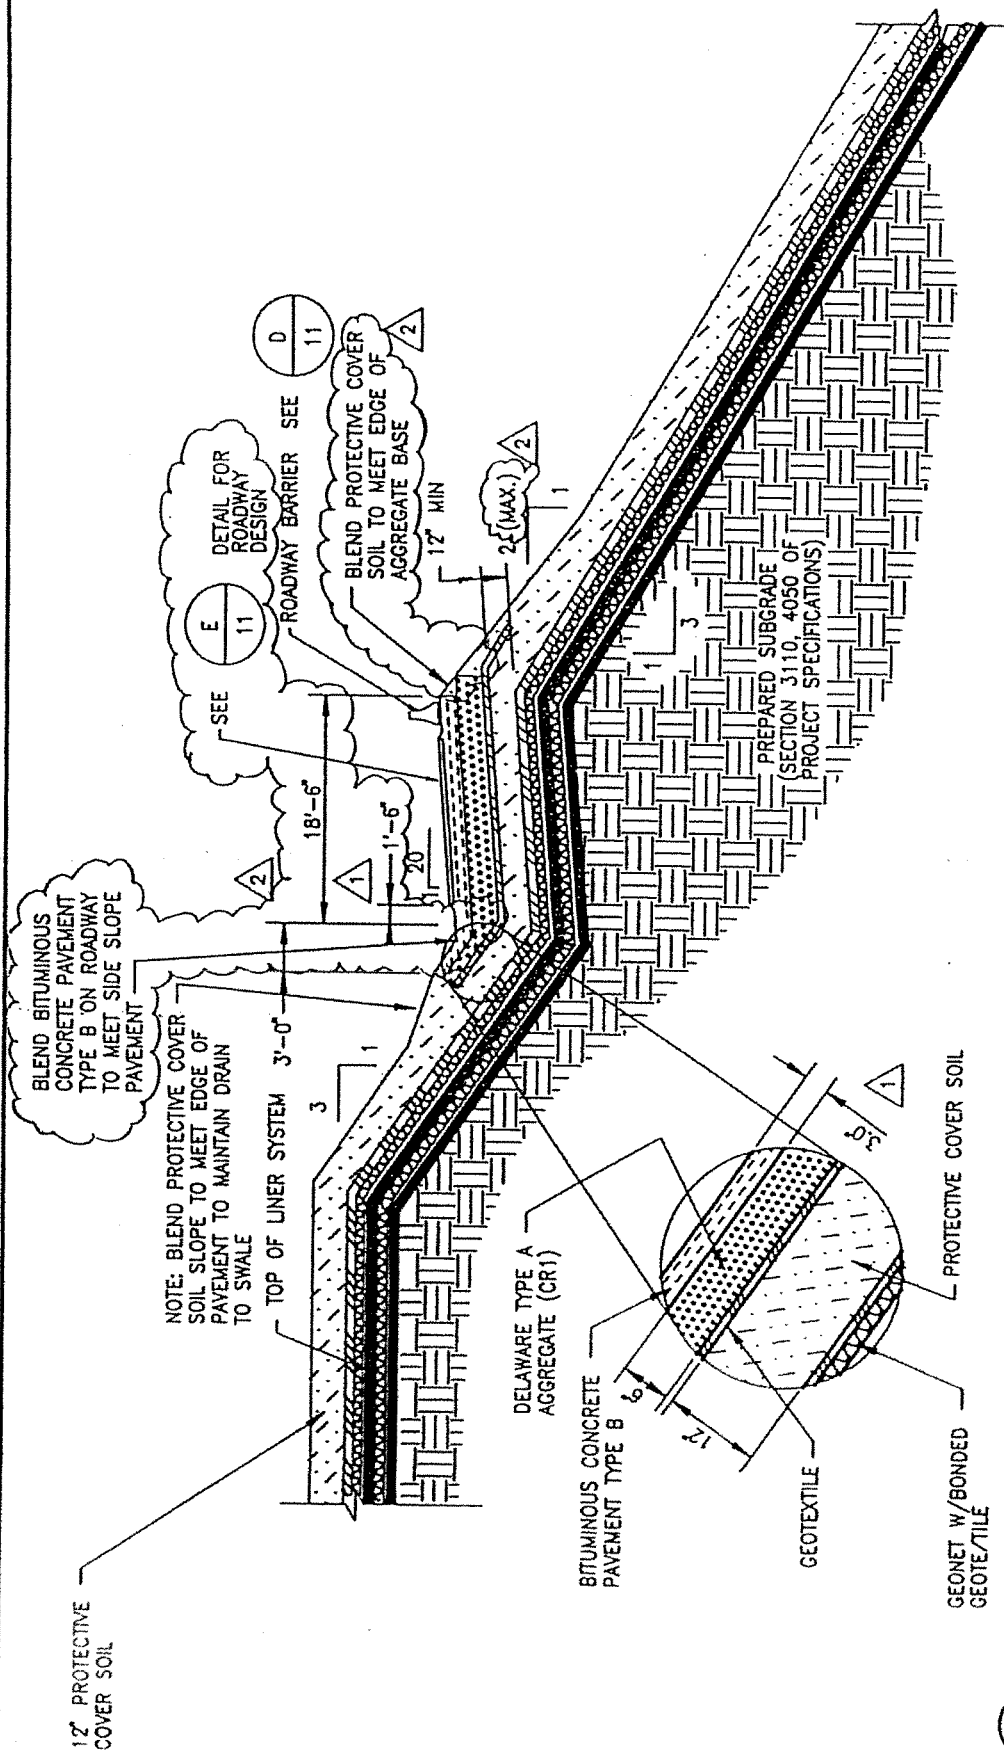 BLEND BITUMINOUS
CONCRETE PAVEMENT
TYPE B ON ROADWAY
TO MEET SIDE SLOPE
PAVEMENT
NOTE: BLEND PROTECTIVE COVER
SOIL SLOPE TO MEET EDGE OF
PAVEMENT TO MAINTAIN DRAIN
TO SWALE
TOP OF LINER SYSTEM
3'-0"
12" PROTECTIVE
COVER SOIL
3
1
2
1
18'-6"
1'-6"
20
1
SEE
E
11
DETAIL FOR
ROADWAY
DESIGN
ROADWAY BARRIER SEE
D
11
BLEND PROTECTIVE COVER
SOIL TO MEET EDGE OF
AGGREGATE BASE
2
12" MIN
2 (MAX.)
2
1
1
3
PREPARED SUBGRADE
(SECTION 3110, 4050 OF
PROJECT SPECIFICATIONS)
DELAWARE TYPE A
AGGREGATE (CR1)
BITUMINOUS CONCRETE
PAVEMENT TYPE B
6"
12"
3.0"
1
GEOTEXTILE
PROTECTIVE COVER SOIL
GEONET W/BONDED
GEOTE/TILE